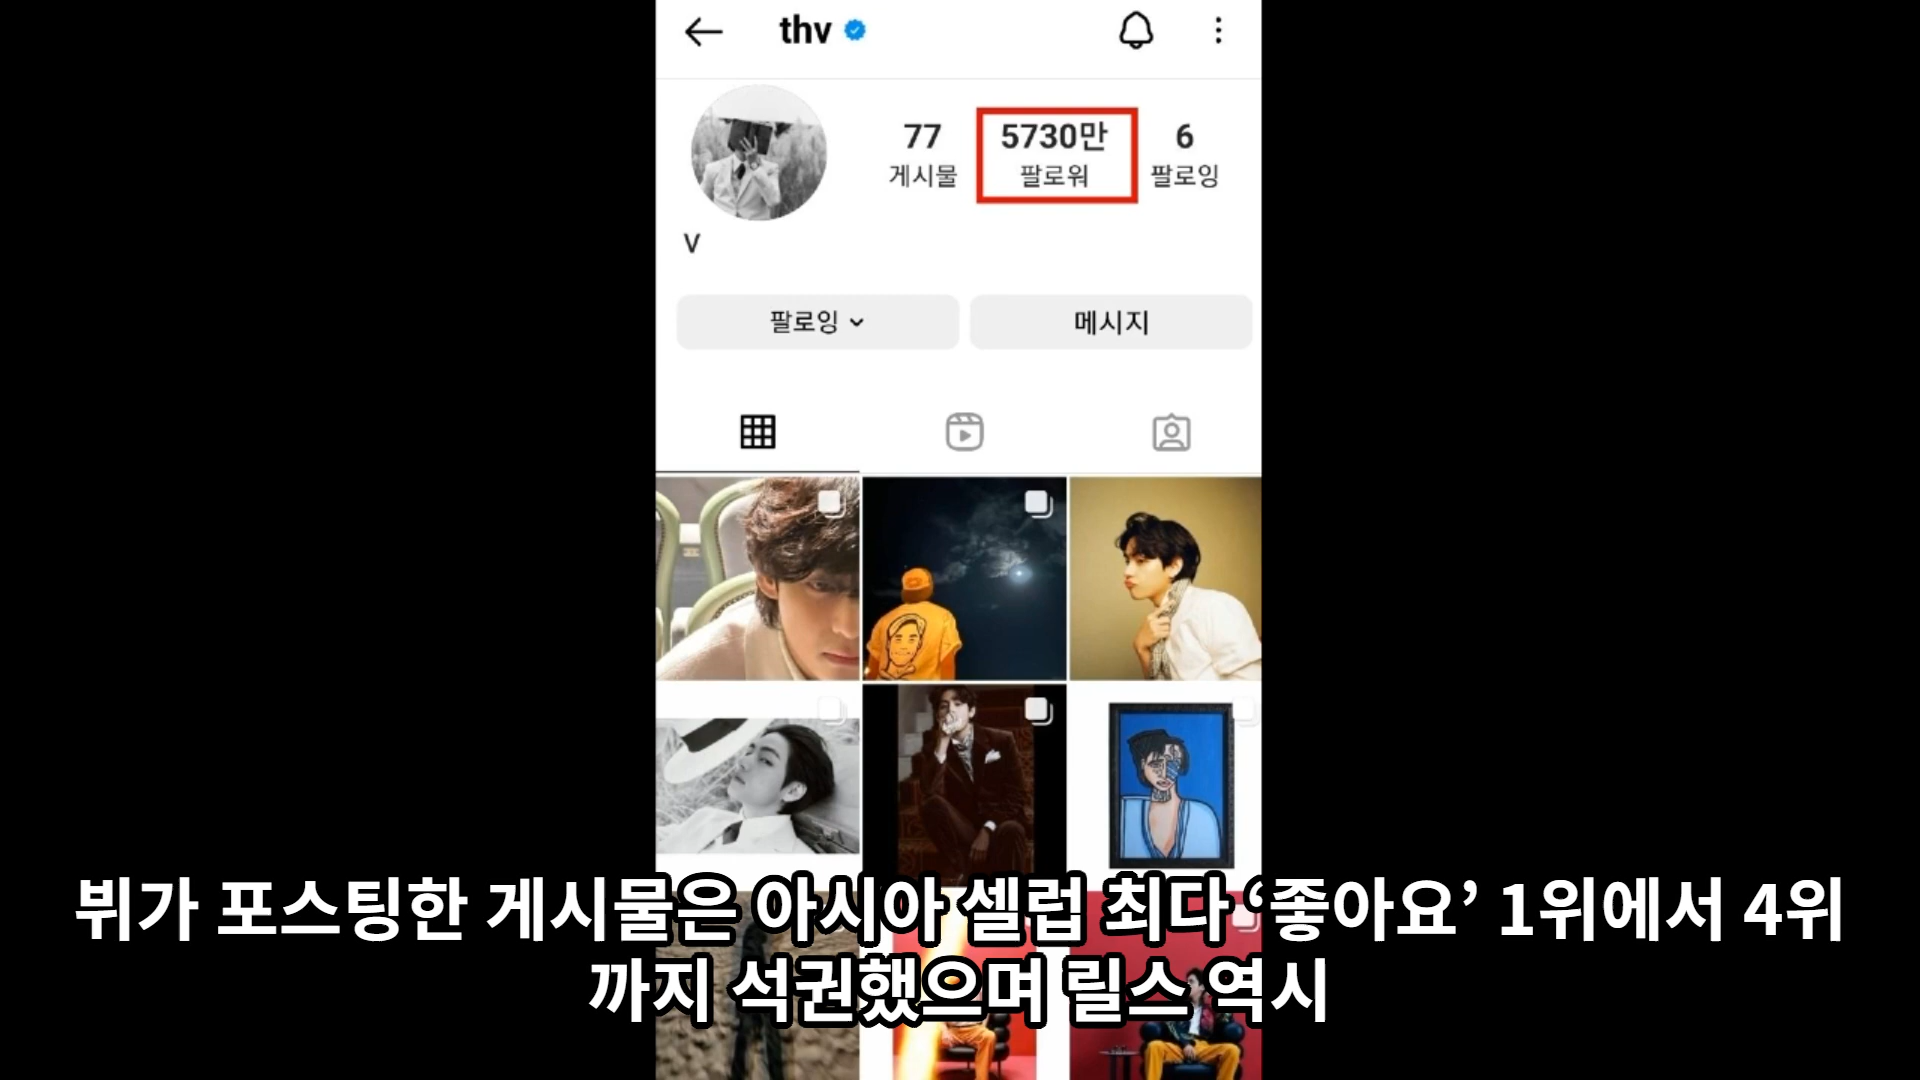 thv
77
5730만
6
게시물
팔로워
팔로잉
V
팔로잉
메시지
뷔가 포스팅한 게시물은 아시아 셀럽 최다 ‘좋아요’ 1위에서 4위
까지 석권했으며 릴스 역시